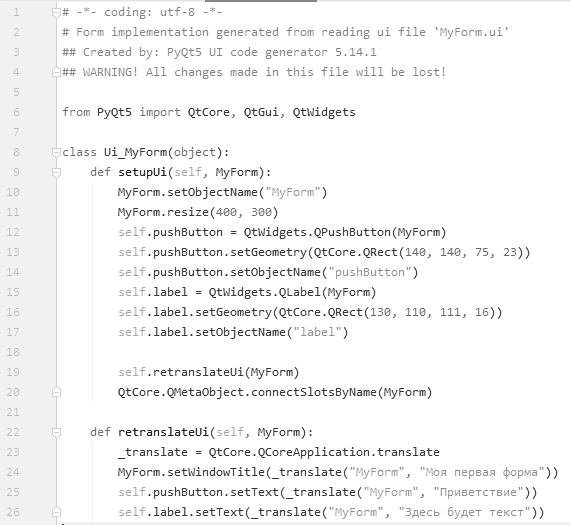 1 # -*- coding: utf-8 -*-
2 # Form implementation generated from reading ui file 'MyForm.ui'
3 ## Created by: PyQt5 UI code generator 5.14.1
4 ## WARNING! All changes made in this file will be lost!
5
6 from PyQt5 import QtCore, QtGui, QtWidgets
7
8 class Ui_MyForm(object):
9     def setupUi(self, MyForm):
10         MyForm.setObjectName("MyForm")
11         MyForm.resize(400, 300)
12         self.pushButton = QtWidgets.QPushButton(MyForm)
13         self.pushButton.setGeometry(QtCore.QRect(140, 140, 75, 23))
14         self.pushButton.setObjectName("pushButton")
15         self.label = QtWidgets.QLabel(MyForm)
16         self.label.setGeometry(QtCore.QRect(130, 110, 111, 16))
17         self.label.setObjectName("label")
18
19         self.retranslateUi(MyForm)
20         QtCore.QMetaObject.connectSlotsByName(MyForm)
21
22     def retranslateUi(self, MyForm):
23         _translate = QtCore.QCoreApplication.translate
24         MyForm.setWindowTitle(_translate("MyForm", "Моя первая форма"))
25         self.pushButton.setText(_translate("MyForm", "Приветствие"))
26         self.label.setText(_translate("MyForm", "Здесь будет текст"))